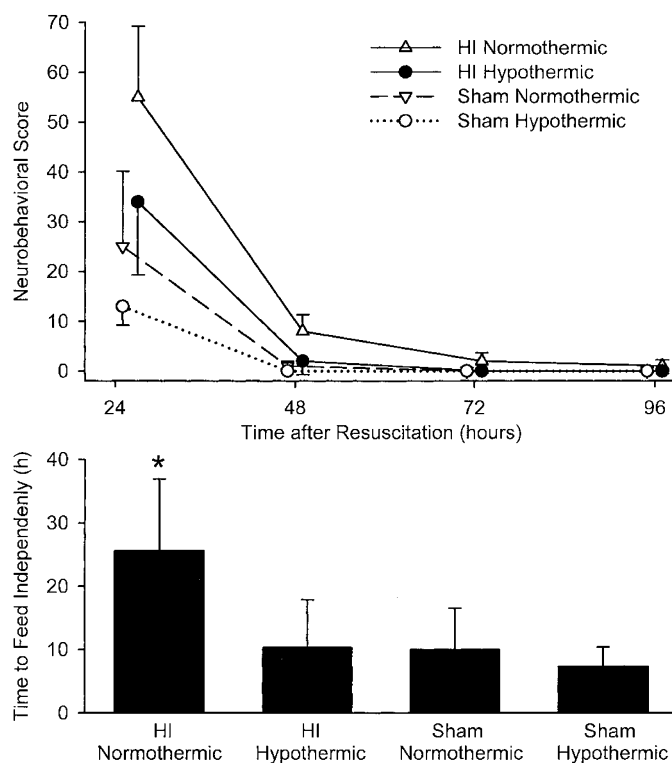 70
60
50
40
30
20
10
0
Neurobehavioral Score
HI Normothermic
HI Hypothermic
Sham Normothermic
Sham Hypothermic
24 48 72 96
Time after Resuscitation (hours)
40
30
20
10
0
Time to Feed Independenly (h)
*
HI Normothermic
HI Hypothermic
Sham Normothermic
Sham Hypothermic